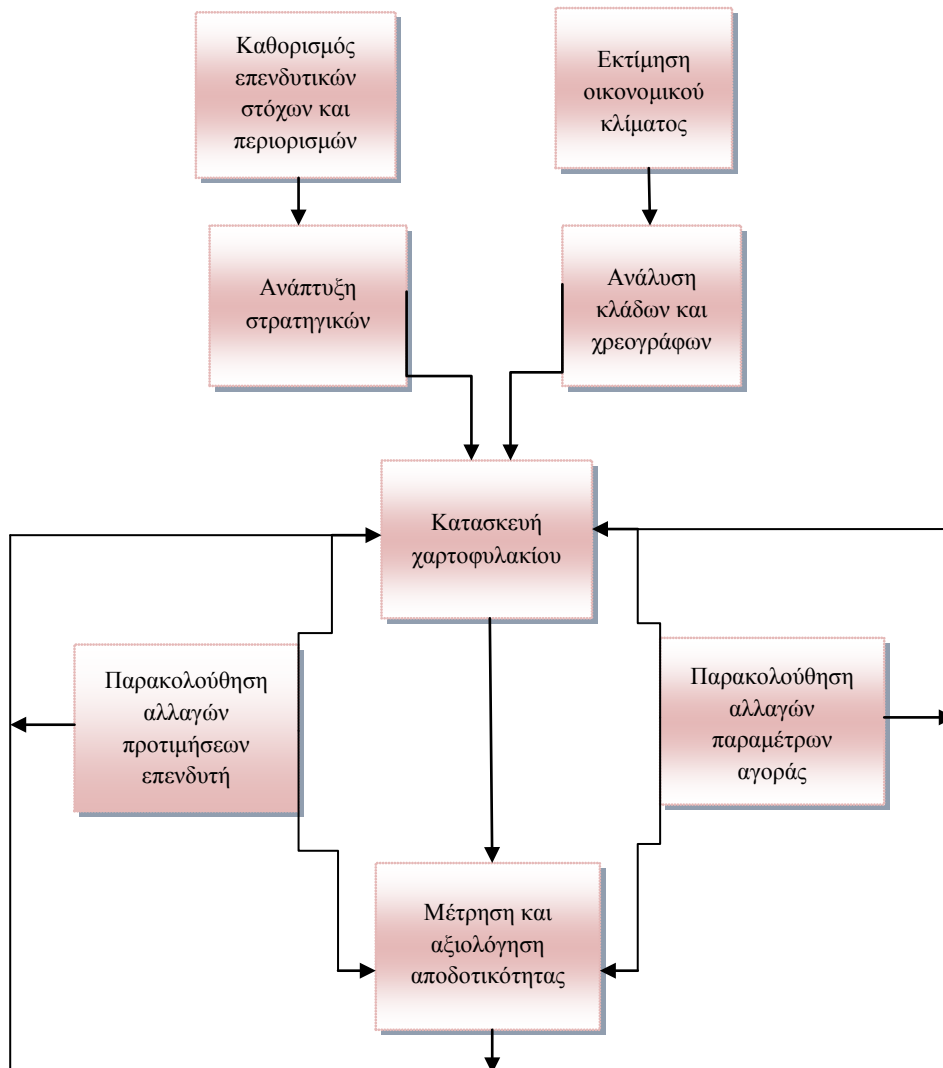 Καθορισμός
επενδυτικών
στόχων και
περιορισμών
Εκτίμηση
οικονομικού
κλίματος
Ανάπτυξη
στρατηγικών
Ανάλυση
κλάδων και
χρεογράφων
Κατασκευή
χαρτοφυλακίου
Παρακολούθηση
αλλαγών
προτιμήσεων
επενδυτή
Παρακολούθηση
αλλαγών
παραμέτρων
αγοράς
Μέτρηση και
αξιολόγηση
αποδοτικότητας